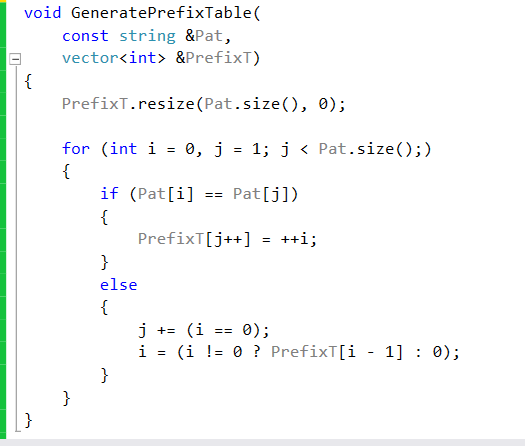 void GeneratePrefixTable(
    const string &Pat,
    vector<int> &PrefixT)
{
    PrefixT.resize(Pat.size(), 0);

    for (int i = 0, j = 1; j < Pat.size();)
    {
        if (Pat[i] == Pat[j])
        {
            PrefixT[j++] = ++i;
        }
        else
        {
            j += (i == 0);
            i = (i != 0 ? PrefixT[i - 1] : 0);
        }
    }
}